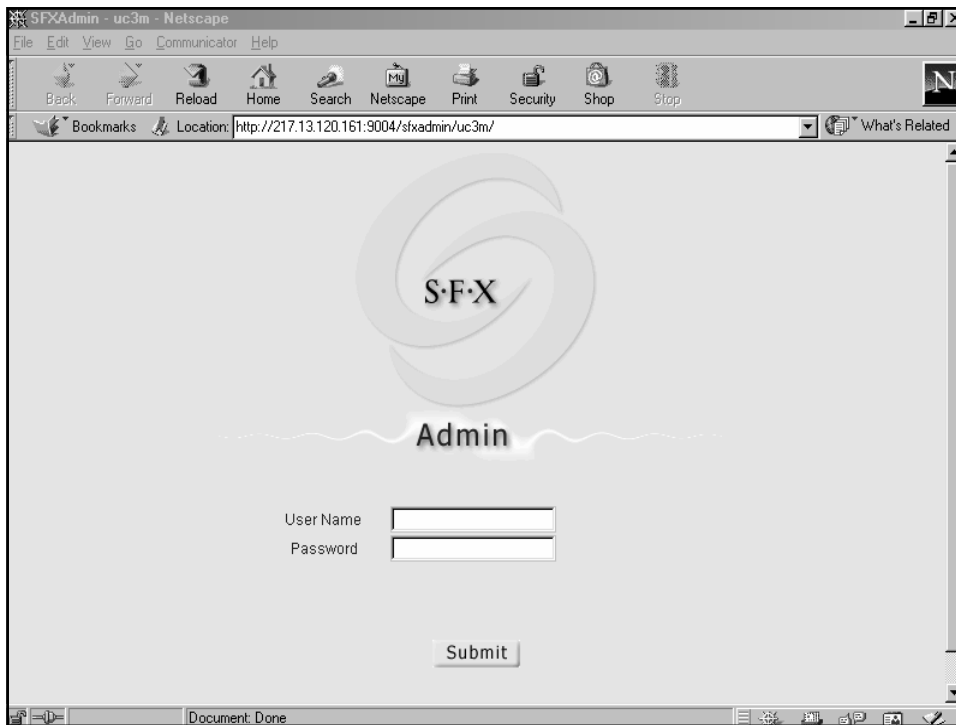 SFXAdmin - uc3m - Netscape
File Edit View Go Communicator Help
My
Back Forward Reload Home Search Netscape Print Security Shop Stop
N
Bookmarks Location: http://217.13.120.161:9004/sfxadmin/uc3m/ What's Related
S·F·X
Admin
User Name
Password
Submit
Document: Done